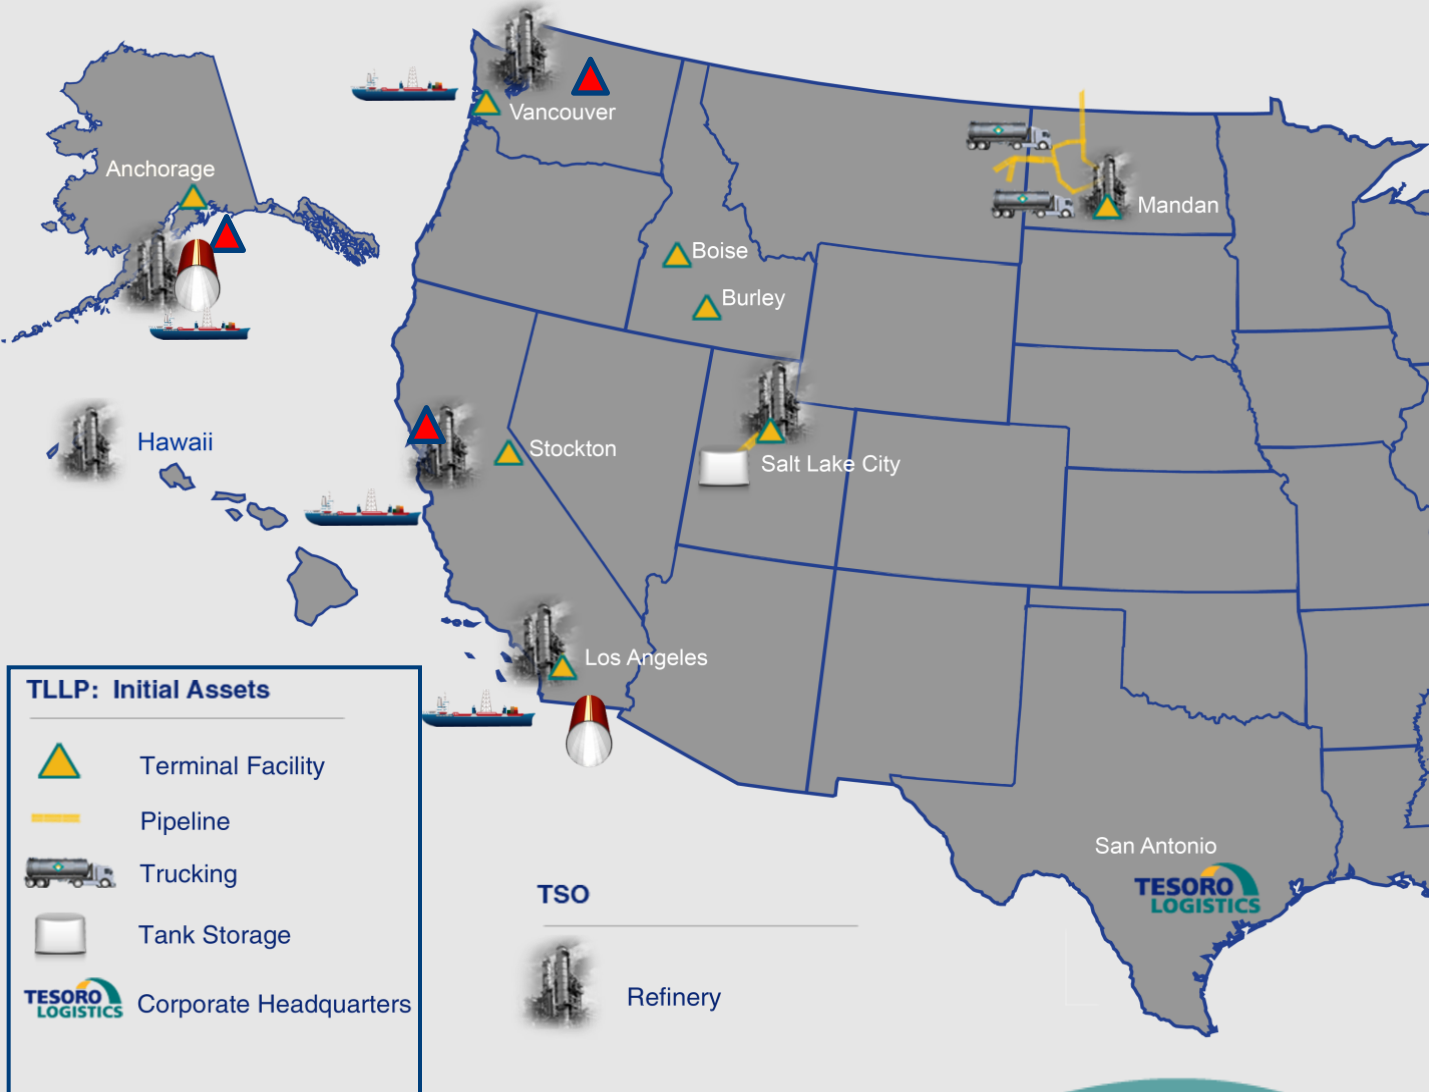 Vancouver
Anchorage
Mandan
Boise
Burley
Hawaii
Stockton
Salt Lake City
Los Angeles
San Antonio
TESORO
LOGISTICS
TLLP: Initial Assets
Terminal Facility
Pipeline
Trucking
Tank Storage
TESORO
LOGISTICS
Corporate Headquarters
TSO
Refinery